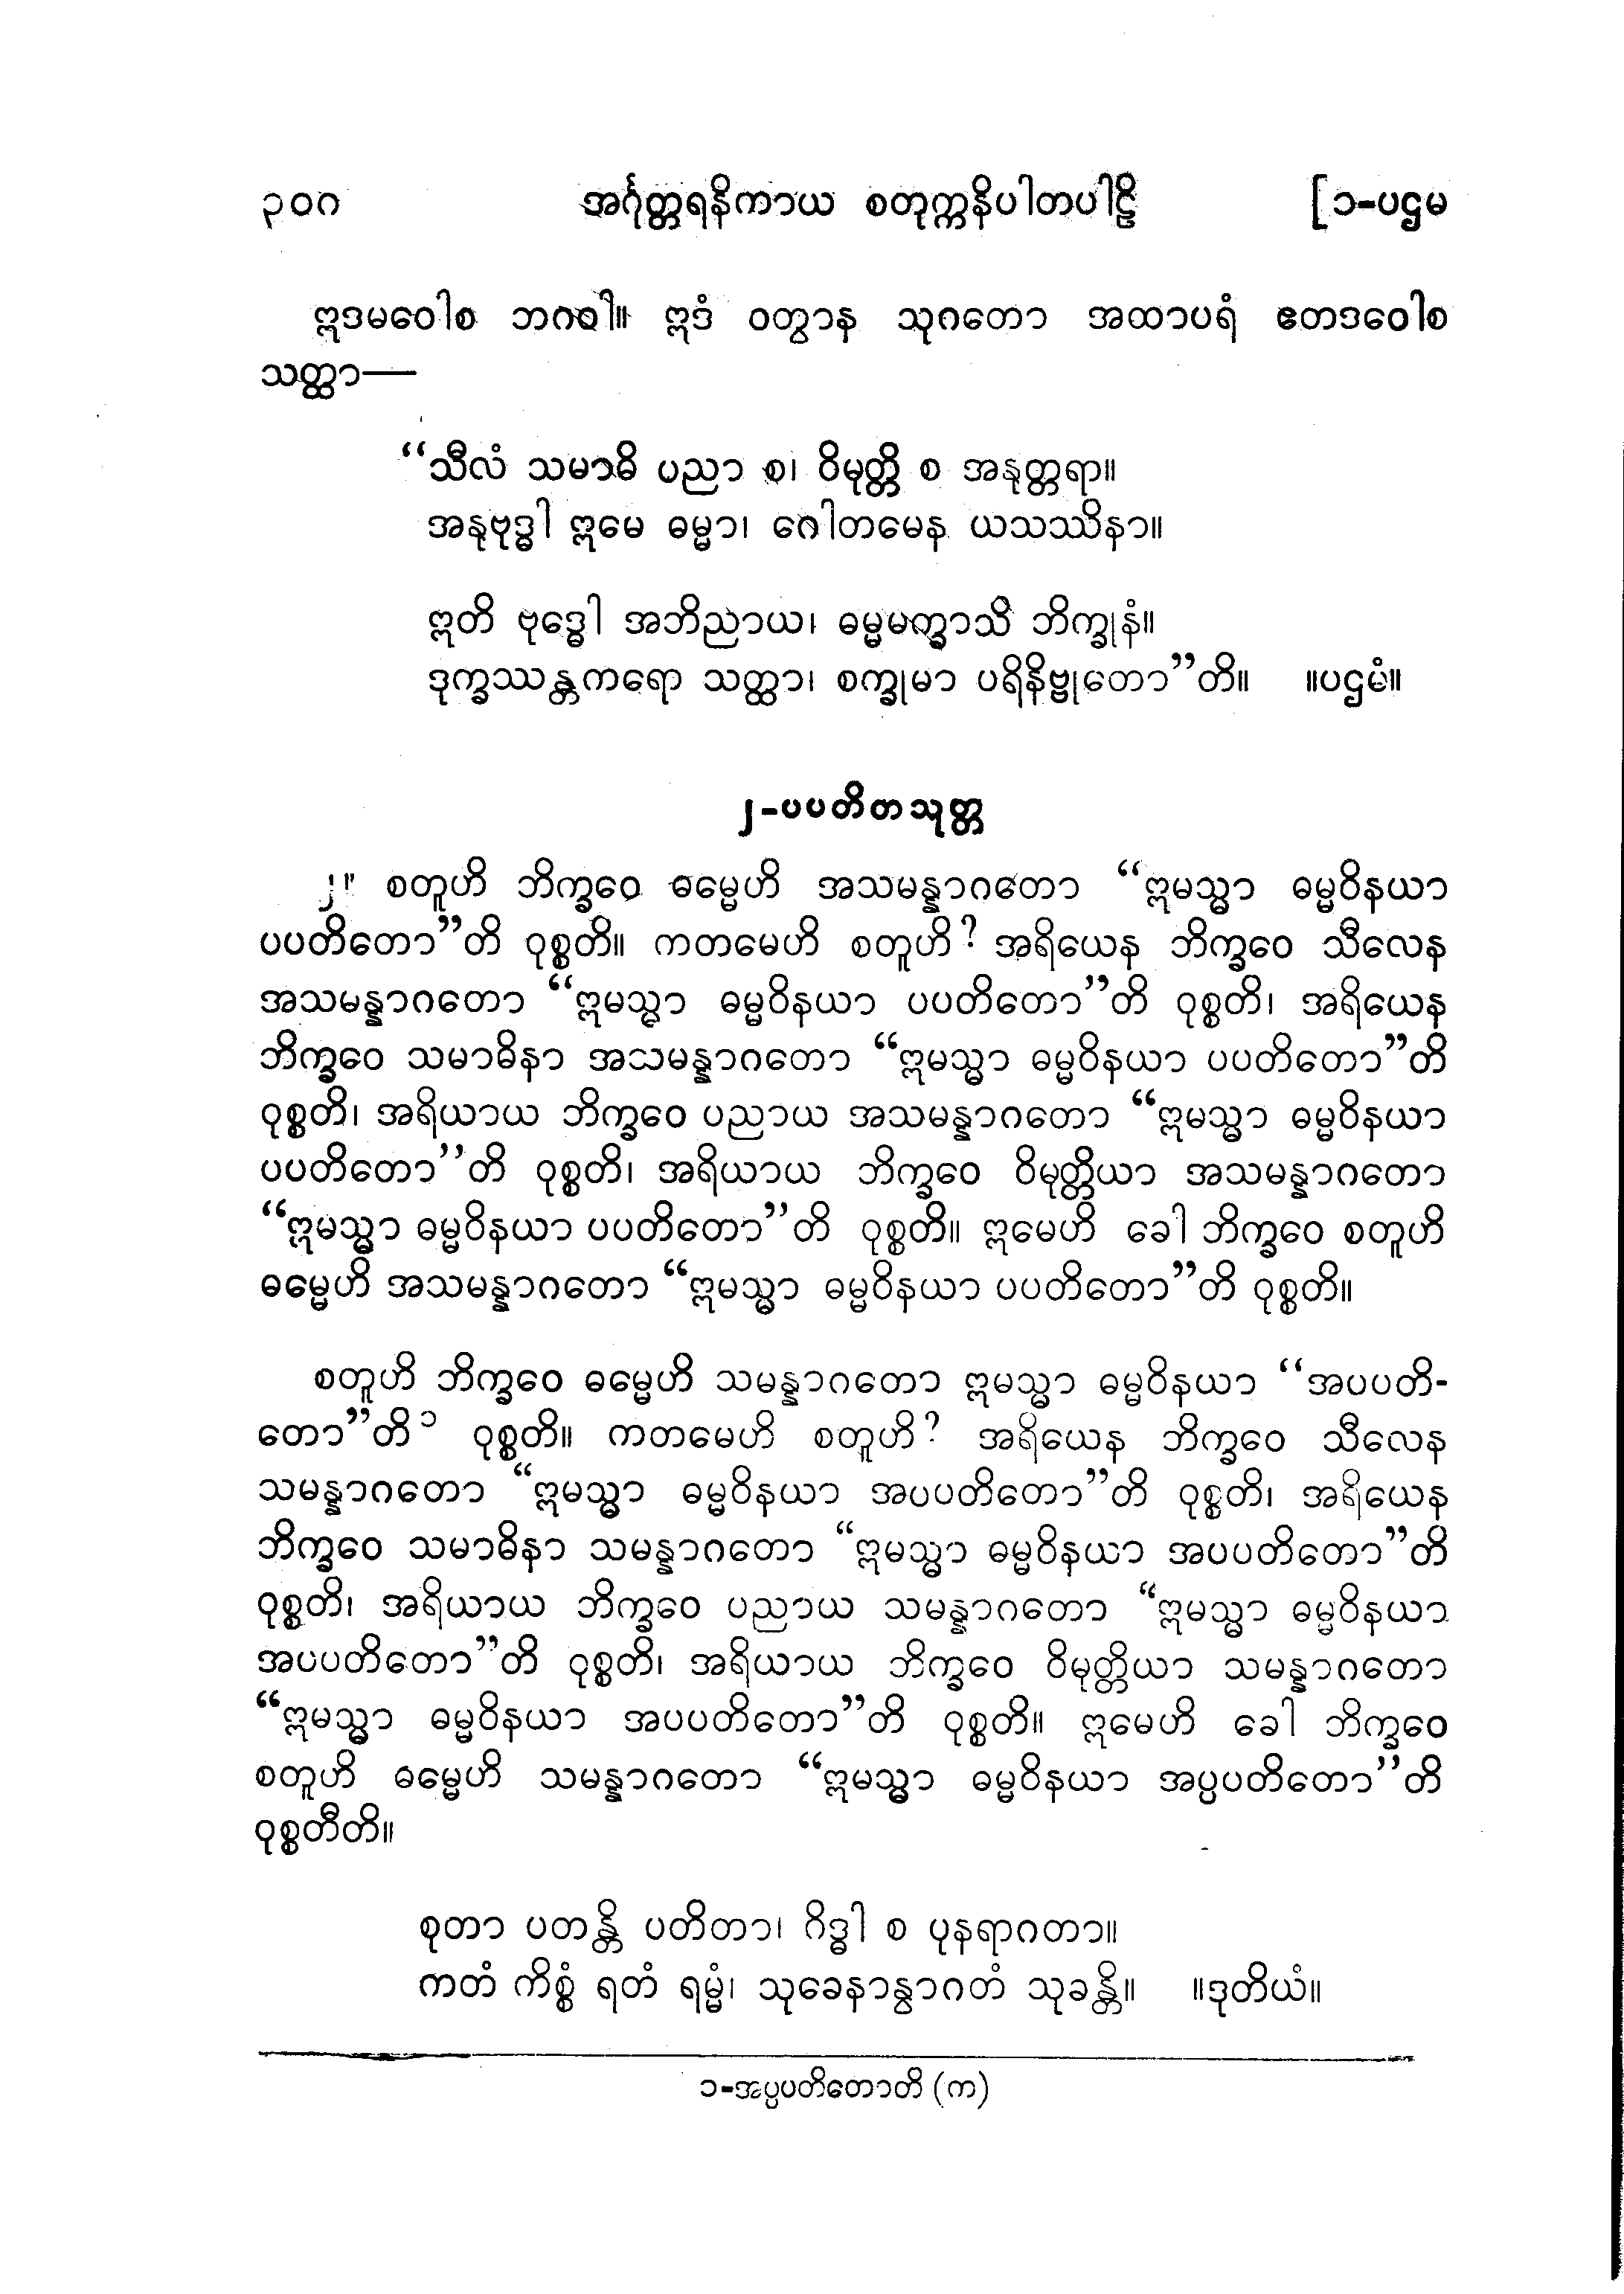 ၃၀ဂ အင်္ဂုတ္တရနိကာယ စတုက္ကနိပါတပါဠိ [၁-ပဌမ
ဣဒမဝေါစ ဘဂဝါ။ ဣဒံ ဝတွာန သုဂတော အထာပရံ ဧတဒဝေါစ
သတ္ထာ—
“သီလံ သမာဓိ ပညာ စ၊ ဝိမုတ္တိ စ အနုတ္တရာ။
အနုဗုဒ္ဓါ ဣမေ ဓမ္မာ၊ ဂေါတမေန ယသဿိနာ။
ဣတိ ဗုဒ္ဓေါ အဘိညာယ၊ ဓမ္မမက္ခာသိ ဘိက္ခုနံ။
ဒုက္ခဿန္တကရော သတ္ထာ၊ စက္ခုမာ ပရိနိဗ္ဗုတော”တိ။ ။ပဌမံ။
၂-ပပတိတသုတ္တ
၂။ စတူဟိ ဘိက္ခဝေ ဓမ္မေဟိ အသမန္နာဂတော “ဣမသ္မာ ဓမ္မဝိနယာ
ပပတိတော”တိ ဝုစ္စတိ။ ကတမေဟိ စတူဟိ? အရိယေန ဘိက္ခဝေ သီလေန
အသမန္နာဂတော “ဣမသ္မာ ဓမ္မဝိနယာ ပပတိတော”တိ ဝုစ္စတိ၊ အရိယေန
ဘိက္ခဝေ သမာဓိနာ အသမန္နာဂတော “ဣမသ္မာ ဓမ္မဝိနယာ ပပတိတော”တိ
ဝုစ္စတိ၊ အရိယာယ ဘိက္ခဝေ ပညာယ အသမန္နာဂတော “ဣမသ္မာ ဓမ္မဝိနယာ
ပပတိတော”တိ ဝုစ္စတိ၊ အရိယာယ ဘိက္ခဝေ ဝိမုတ္တိယာ အသမန္နာဂတော
“ဣမသ္မာ ဓမ္မဝိနယာ ပပတိတော”တိ ဝုစ္စတိ။ ဣမေဟိ ခေါ ဘိက္ခဝေ စတူဟိ
ဓမ္မေဟိ အသမန္နာဂတော “ဣမသ္မာ ဓမ္မဝိနယာ ပပတိတော”တိ ဝုစ္စတိ။
စတူဟိ ဘိက္ခဝေ ဓမ္မေဟိ သမန္နာဂတော ဣမသ္မာ ဓမ္မဝိနယာ “အပပတိ-
တော”တိ ၁ ဝုစ္စတိ။ ကတမေဟိ စတူဟိ? အရိယေန ဘိက္ခဝေ သီလေန
သမန္နာဂတော “ဣမသ္မာ ဓမ္မဝိနယာ အပပတိတော”တိ ဝုစ္စတိ၊ အရိယေန
ဘိက္ခဝေ သမာဓိနာ သမန္နာဂတော “ဣမသ္မာ ဓမ္မဝိနယာ အပပတိတော”တိ
ဝုစ္စတိ၊ အရိယာယ ဘိက္ခဝေ ပညာယ သမန္နာဂတော “ဣမသ္မာ ဓမ္မဝိနယာ
အပပတိတော”တိ ဝုစ္စတိ၊ အရိယာယ ဘိက္ခဝေ ဝိမုတ္တိယာ သမန္နာဂတော
“ဣမသ္မာ ဓမ္မဝိနယာ အပပတိတော”တိ ဝုစ္စတိ။ ဣမေဟိ ခေါ ဘိက္ခဝေ
စတူဟိ ဓမ္မေဟိ သမန္နာဂတော “ဣမသ္မာ ဓမ္မဝိနယာ အပ္ပပတိတော”တိ
ဝုစ္စတီတိ။
စုတာ ပတန္တိ ပတိတာ၊ ဂိဒ္ဓါ စ ပုနရာဂတာ။
ကတံ ကိစ္စံ ရတံ ရမ္မံ၊ သုခေနာနွာဂတံ သုခန္တိ။ ။ဒုတိယံ။
၁-အပ္ပပတိတောတိ (က)